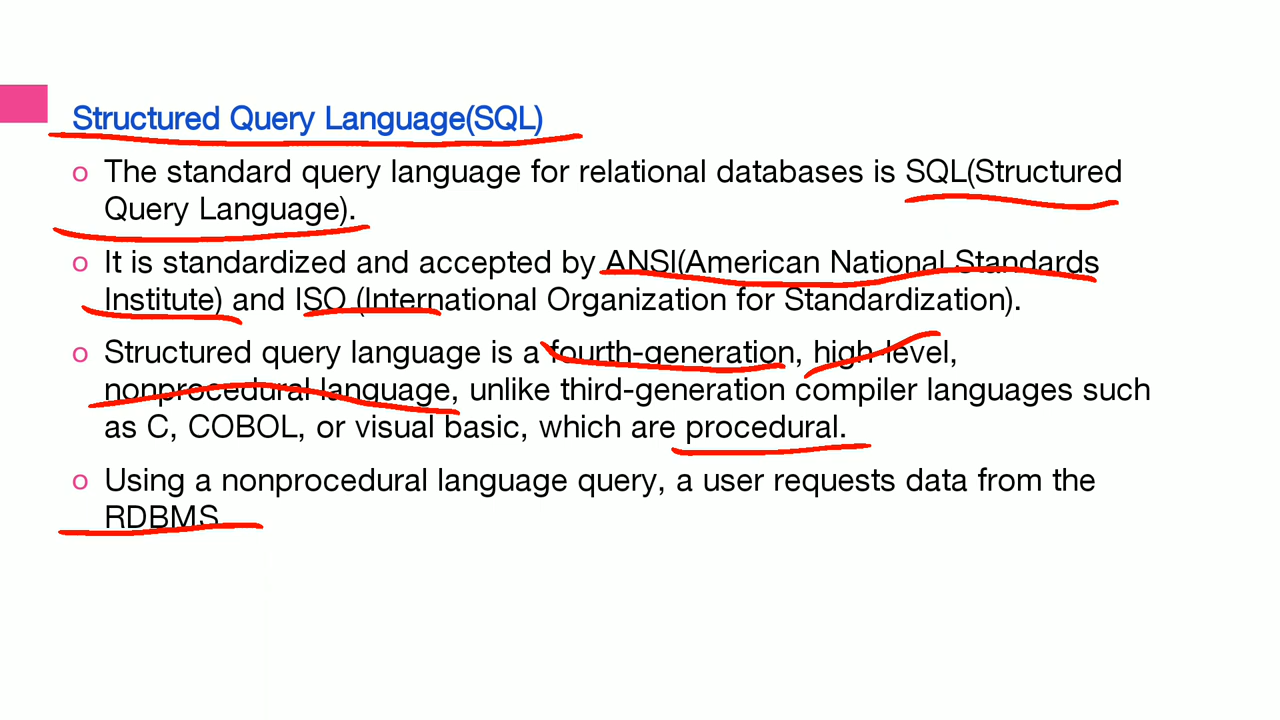 Structured Query Language(SQL)
o The standard query language for relational databases is SQL(Structured
Query Language).
o It is standardized and accepted by ANSI(American National Standards
Institute) and ISO (International Organization for Standardization).
o Structured query language is a fourth-generation, high-level,
nonprocedural language, unlike third-generation compiler languages such
as C, COBOL, or visual basic, which are procedural.
o Using a nonprocedural language query, a user requests data from the
RDBMS